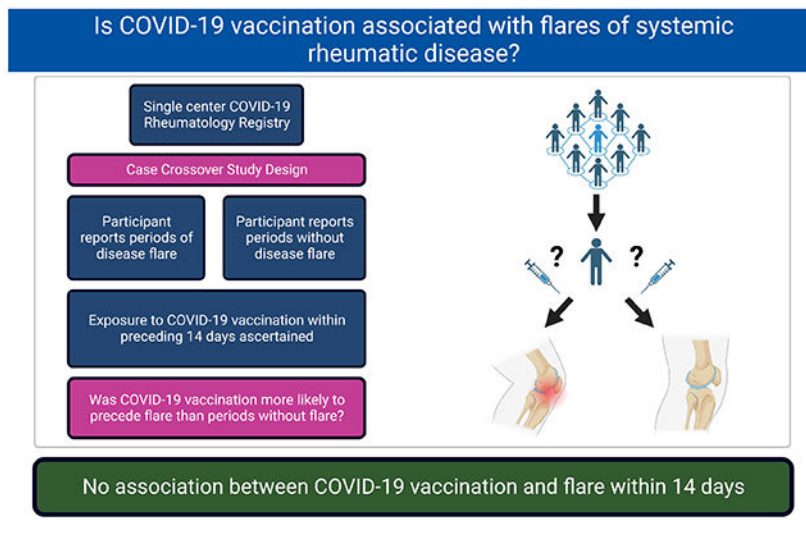 Is COVID-19 vaccination associated with flares of systemic
rheumatic disease?
Single center COVID-19
Rheumatology Registry
Case Crossover Study Design
Participant
reports periods of
disease flare
Participant reports
periods without
disease flare
Exposure to COVID-19 vaccination within
preceding 14 days ascertained
Was COVID-19 vaccination more likely to
precede flare than periods without flare?
? ?
No association between COVID-19 vaccination and flare within 14 days